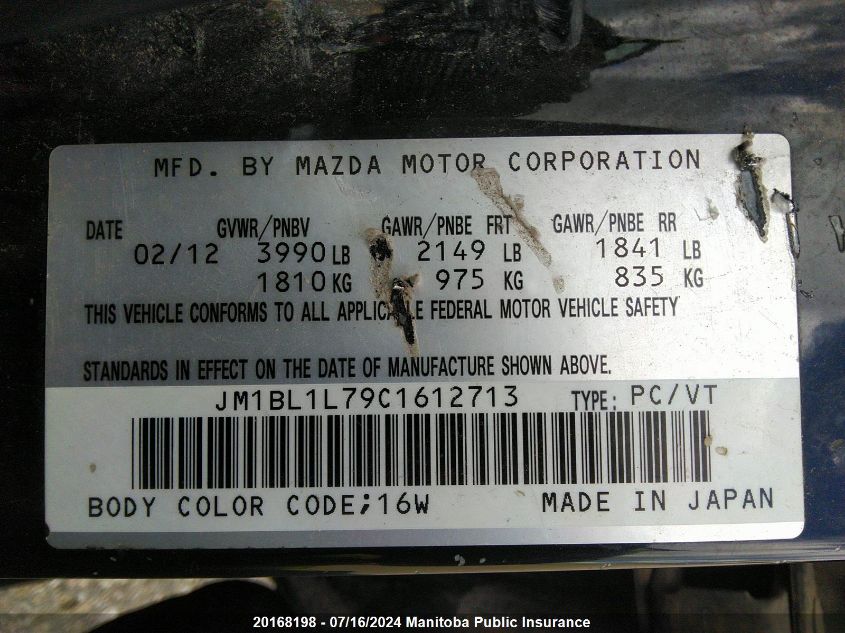 MFD. BY MAZDA MOTOR CORPORATION
DATE GVWR/PNBV GAWR/PNBE FRT GAWR/PNBE RR
02/12 3990 LB 2149 LB 1841 LB
1810 KG 975 KG 835 KG
THIS VEHICLE CONFORMS TO ALL APPLICABLE FEDERAL MOTOR VEHICLE SAFETY
STANDARDS IN EFFECT ON THE DATE OF MANUFACTURE SHOWN ABOVE.
JM1BL1L79C1612713 TYPE: PC/VT
BODY COLOR CODE;16W MADE IN JAPAN
20168198 - 07/16/2024 Manitoba Public Insurance